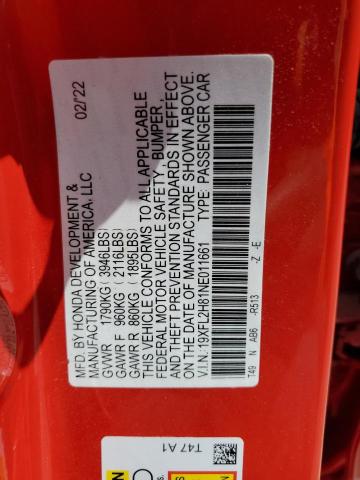 MFD. BY HONDA DEVELOPMENT & 02/'22
MANUFACTURING OF AMERICA, LLC
GVWR 1790KG (3946LBS)
GAWR F 960KG (2116LBS)
GAWR R 860KG (1895LBS)
THIS VEHICLE CONFORMS TO ALL APPLICABLE
FEDERAL MOTOR VEHICLE SAFETY, BUMPER,
AND THEFT PREVENTION STANDARDS IN EFFECT
ON THE DATE OF MANUFACTURE SHOWN ABOVE.
V.I.N.: 19XFL2H81NE011661 TYPE: PASSENGER CAR
T49 N AB6 -R513 -Z -E
T47A1